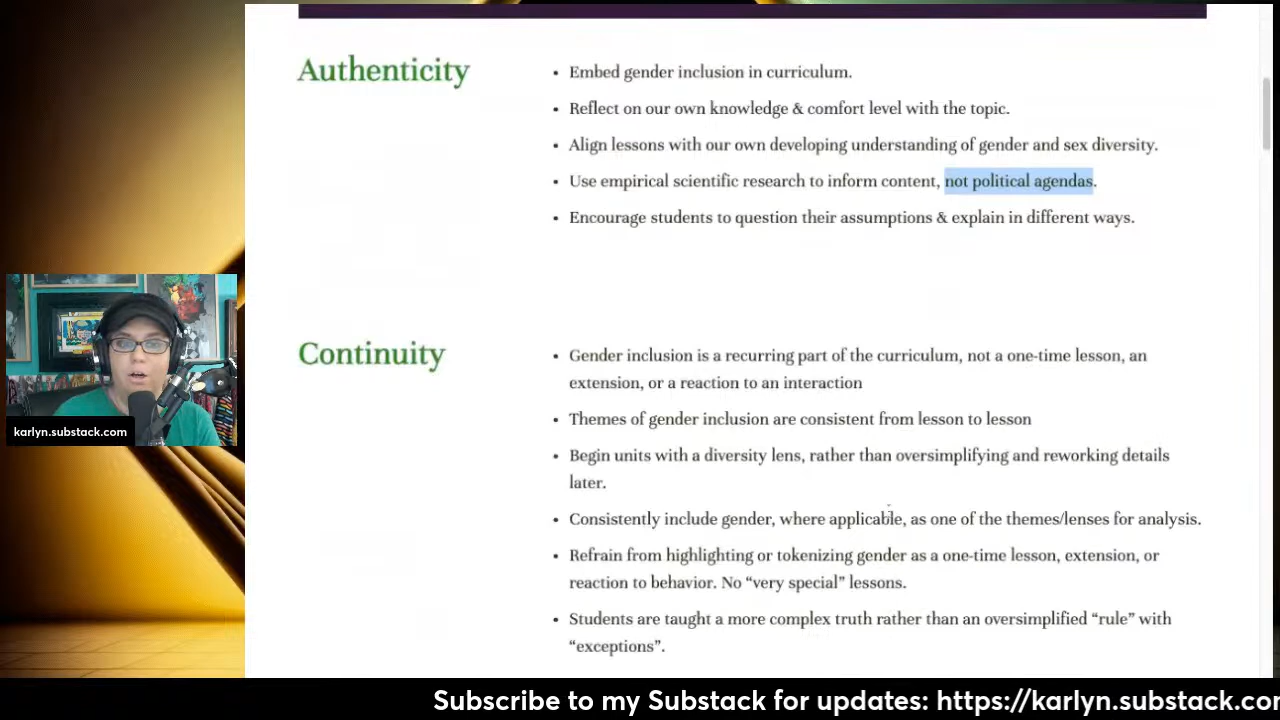 Authenticity
• Embed gender inclusion in curriculum.
• Reflect on our own knowledge & comfort level with the topic.
• Align lessons with our own developing understanding of gender and sex diversity.
• Use empirical scientific research to inform content, not political agendas.
• Encourage students to question their assumptions & explain in different ways.
Continuity
• Gender inclusion is a recurring part of the curriculum, not a one-time lesson, an
extension, or a reaction to an interaction
• Themes of gender inclusion are consistent from lesson to lesson
• Begin units with a diversity lens, rather than oversimplifying and reworking details
later.
• Consistently include gender, where applicable, as one of the themes/lenses for analysis.
• Refrain from highlighting or tokenizing gender as a one-time lesson, extension, or
reaction to behavior. No “very special” lessons.
• Students are taught a more complex truth rather than an oversimplified “rule” with
“exceptions”.
karlyn.substack.com
Subscribe to my Substack for updates: https://karlyn.substack.co